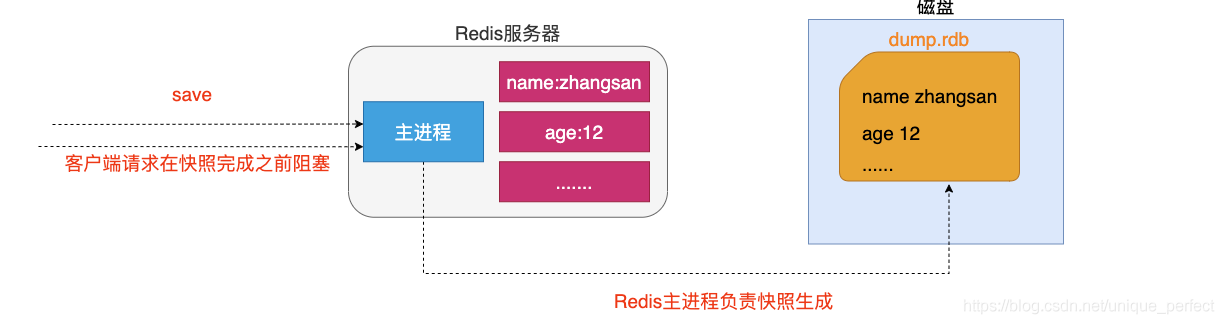 磁盘
Redis服务器
dump.rdb
save
客户端请求在快照完成之前阻塞
主进程
name:zhangsan
age:12
.......
name zhangsan
age 12
......
Redis主进程负责快照生成
https://blog.csdn.net/unique_perfect